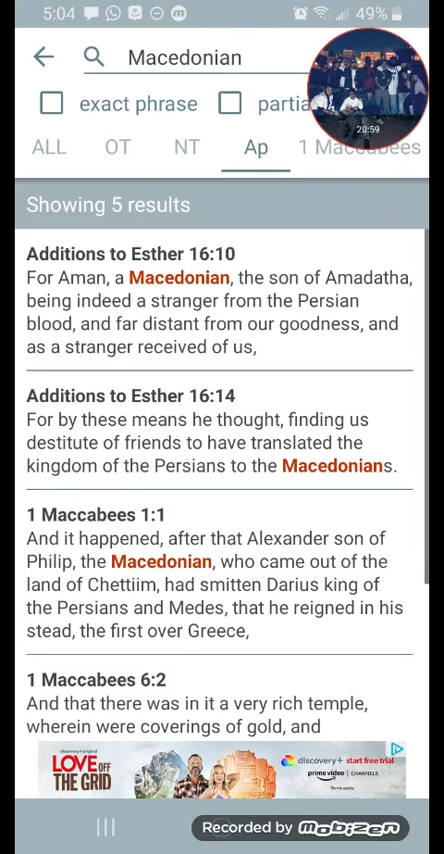 5:04 49%
Macedonian
exact phrase partia
20:59
ALL OT NT Ap 1 Maccabees
Showing 5 results
Additions to Esther 16:10
For Aman, a Macedonian, the son of Amadatha,
being indeed a stranger from the Persian
blood, and far distant from our goodness, and
as a stranger received of us,
Additions to Esther 16:14
For by these means he thought, finding us
destitute of friends to have translated the
kingdom of the Persians to the Macedonians.
1 Maccabees 1:1
And it happened, after that Alexander son of
Philip, the Macedonian, who came out of the
land of Chettiim, had smitten Darius king of
the Persians and Medes, that he reigned in his
stead, the first over Greece,
1 Maccabees 6:2
And that there was in it a very rich temple,
wherein were coverings of gold, and
discovery+ original
LOVE OFF
THE GRID
discovery+ start free trial
prime video | CHANNELS
Terms apply.
Recorded by Mobizen